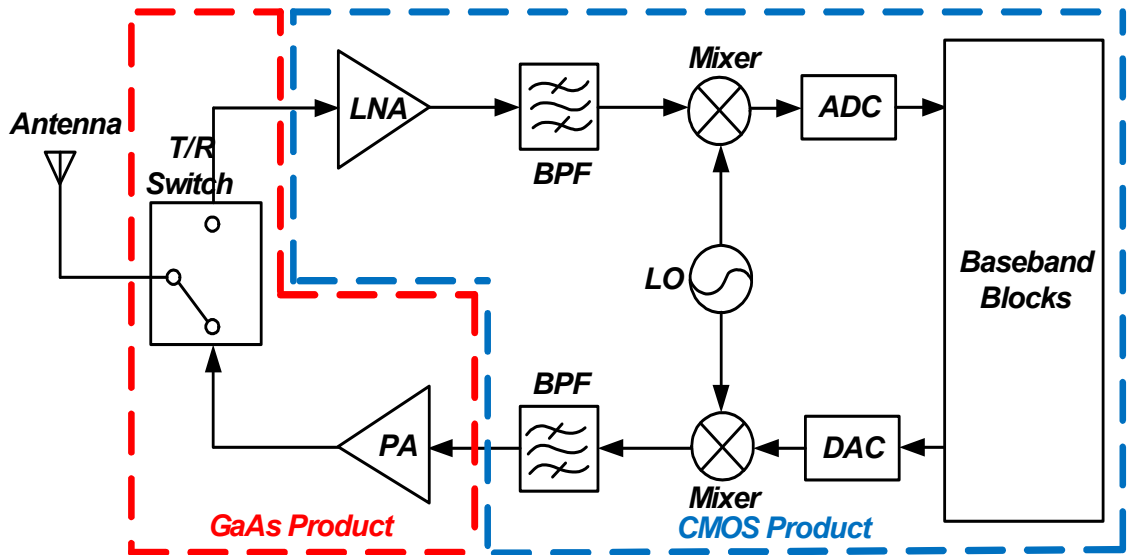 Antenna
T/R
Switch
LNA
BPF
Mixer
ADC
LO
Baseband
Blocks
PA
BPF
Mixer
DAC
GaAs Product
CMOS Product